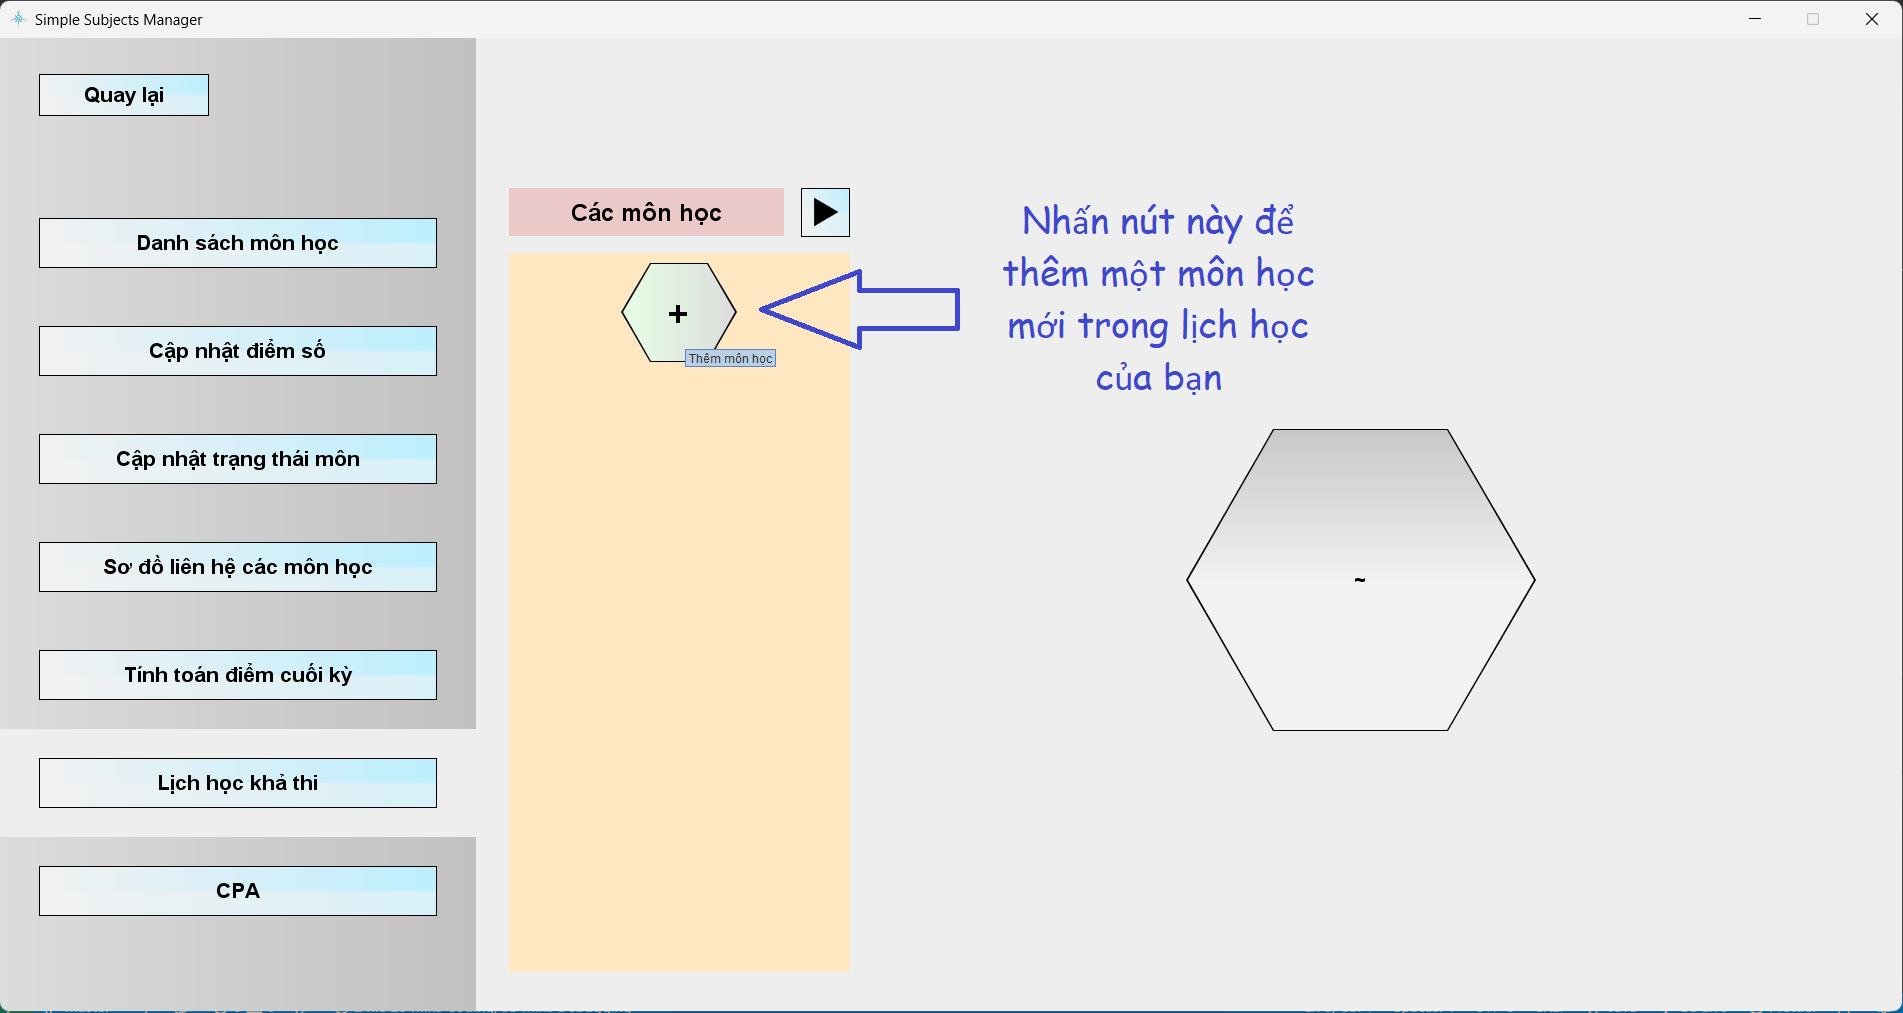 Simple Subjects Manager
Quay lại
Danh sách môn học
Cập nhật điểm số
Cập nhật trạng thái môn
Sơ đồ liên hệ các môn học
Tính toán điểm cuối kỳ
Lịch học khả thi
CPA
Các môn học
+
Thêm môn học
Nhấn nút này để
thêm một môn học
mới trong lịch học
của bạn
~